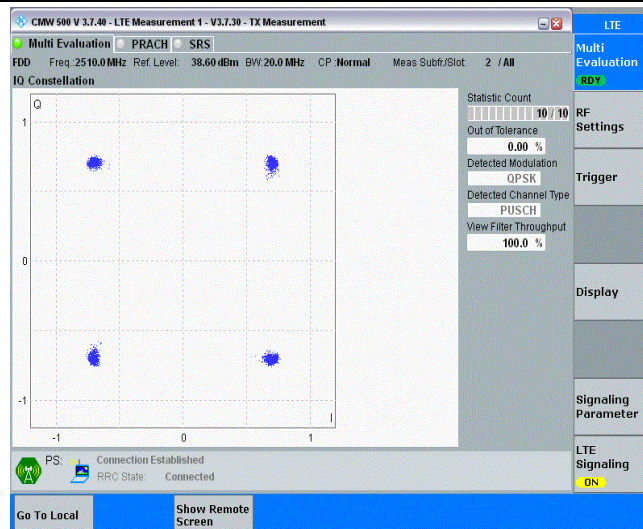 CMW 500 V 3.7.40 - LTE Measurement 1 - V3.7.30 - TX Measurement
LTE
Multi Evaluation PRACH SRS
FDD Freq.:2510.0 MHz Ref. Level: 38.60 dBm BW:20.0 MHz CP :Normal Meas Subfr./Slot: 2 / All
IQ Constellation
Q
1
0
-1
-1 0 1
I
Statistic Count
10 / 10
Out of Tolerance
0.00 %
Detected Modulation
QPSK
Detected Channel Type
PUSCH
View Filter Throughput
100.0 %
Multi
Evaluation
RDY
RF
Settings
Trigger
Display
Signaling
Parameter
LTE
Signaling
ON
PS: Connection Established
RRC State: Connected
Go To Local
Show Remote
Screen